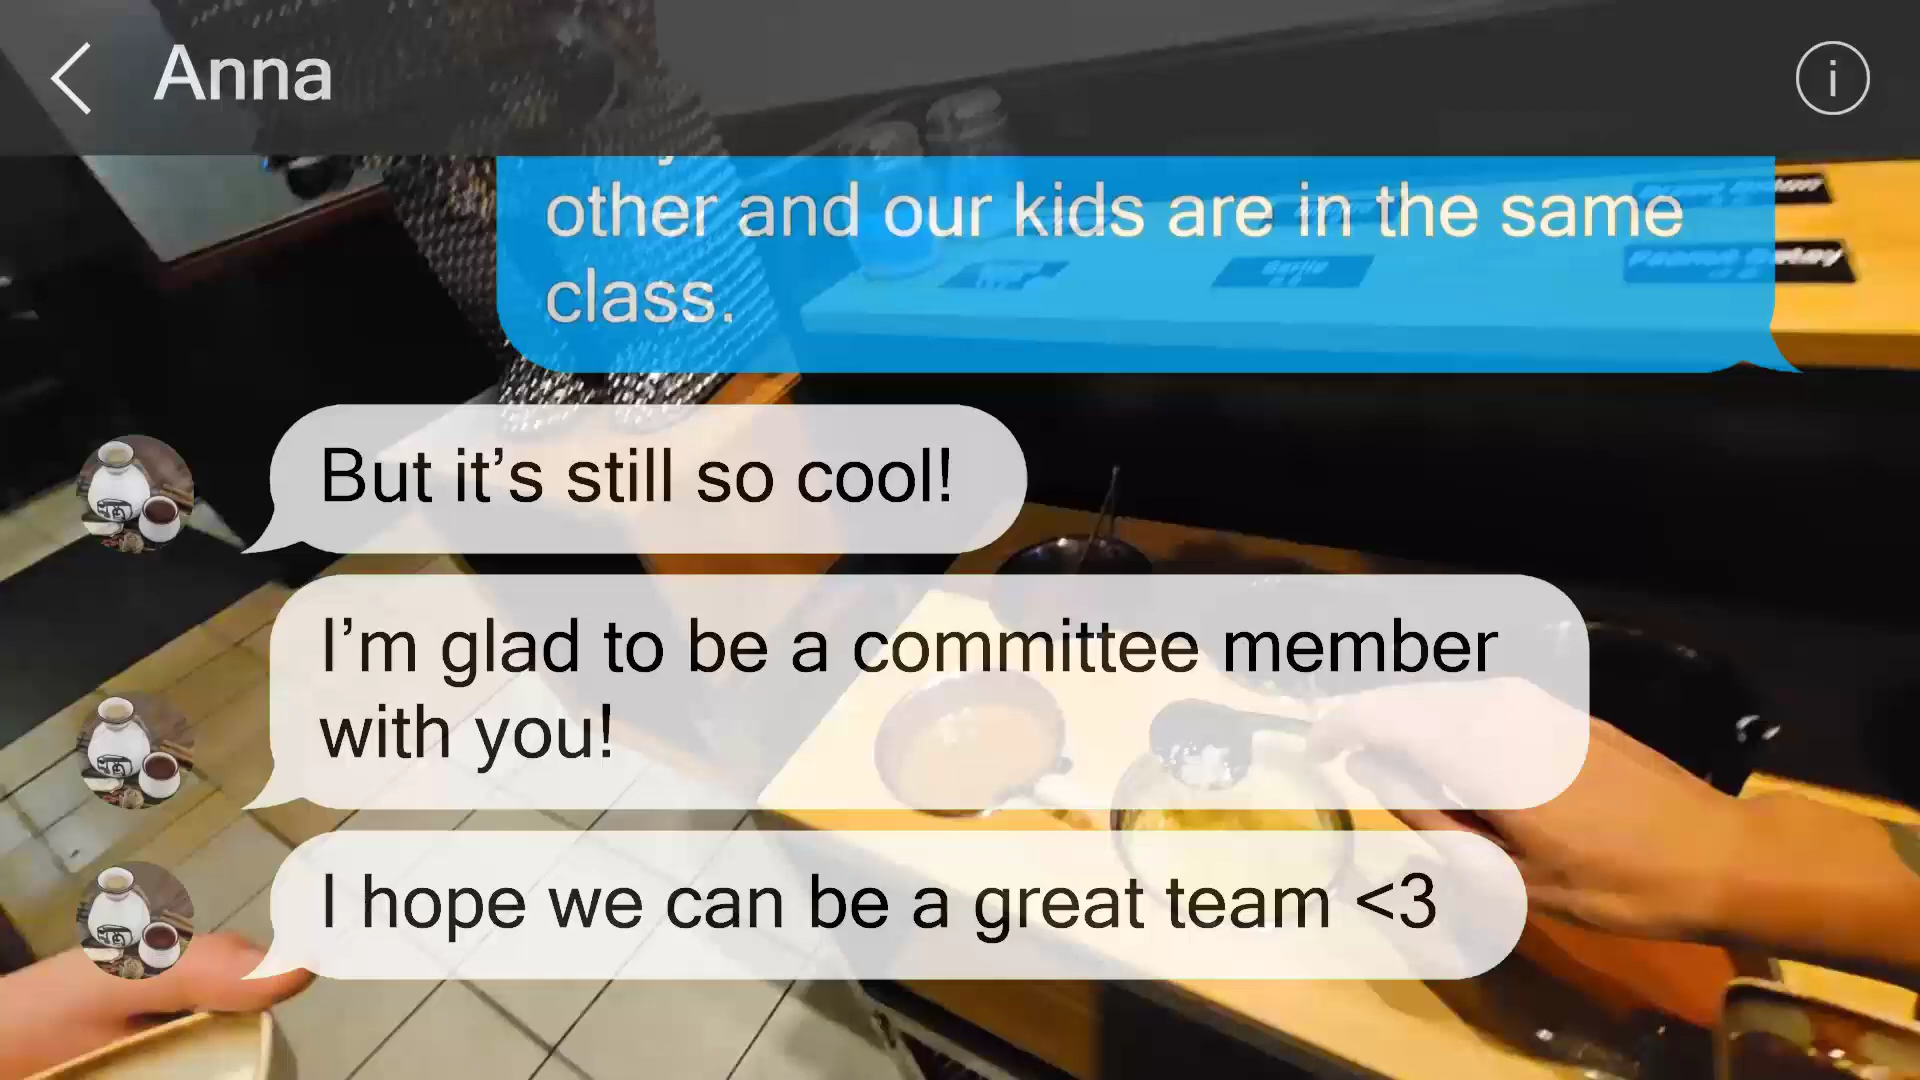 Anna
other and our kids are in the same
class.
But it’s still so cool!
I’m glad to be a committee member
with you!
I hope we can be a great team <3